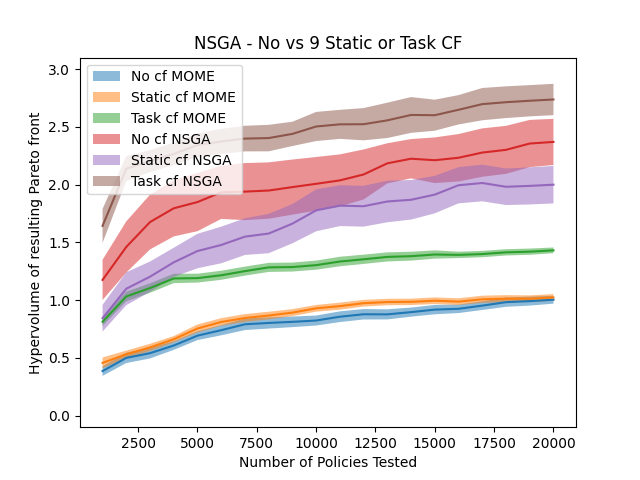 NSGA - No vs 9 Static or Task CF
No cf MOME
Static cf MOME
Task cf MOME
No cf NSGA
Static cf NSGA
Task cf NSGA
Hypervolume of resulting Pareto front
3.0
2.5
2.0
1.5
1.0
0.5
0.0
2500 5000 7500 10000 12500 15000 17500 20000
Number of Policies Tested